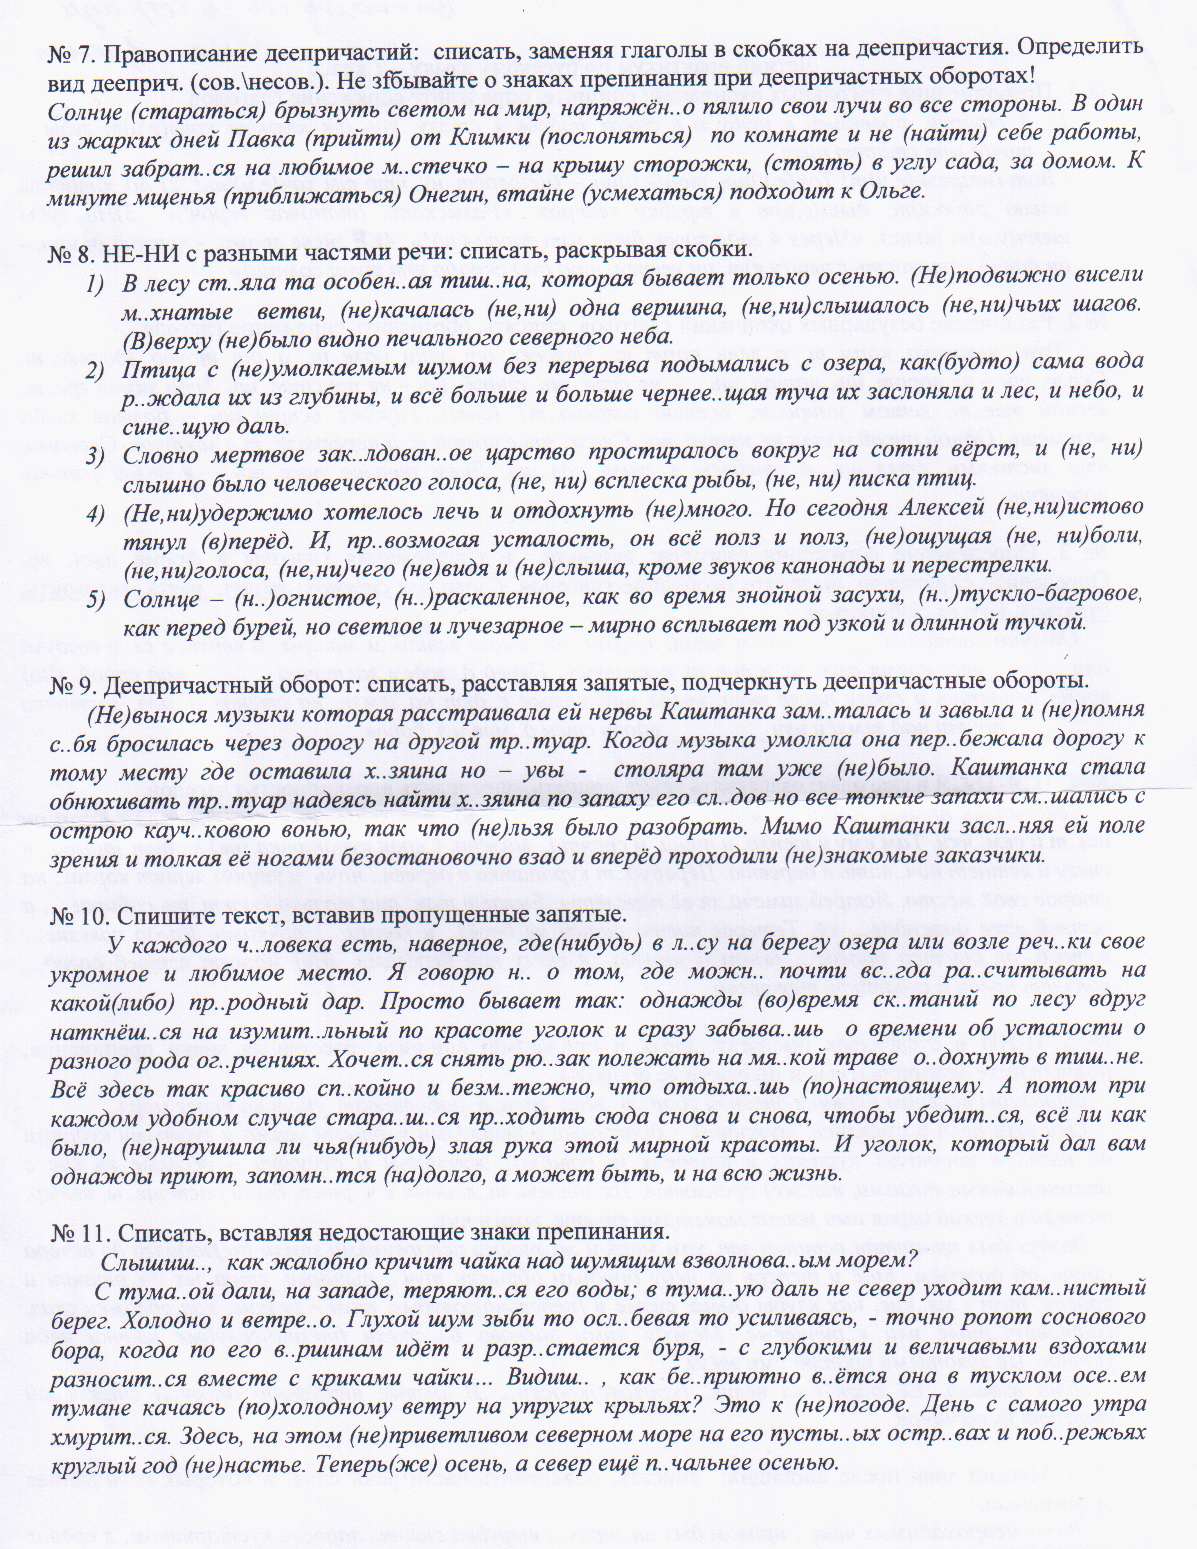 № 7. Правописание деепричастий: списать, заменяя глаголы в скобках на деепричастия. Определить
вид дееприч. (сов.\несов.). Не зfбывайте о знаках препинания при деепричастных оборотах!
Солнце (стараться) брызнуть светом на мир, напряжён..о пялило свои лучи во все стороны. В один
из жарких дней Павка (прийти) от Климки (послоняться) по комнате и не (найти) себе работы,
решил забрат..ся на любимое м..стечко – на крышу сторожки, (стоять) в углу сада, за домом. К
минуте мщенья (приближаться) Онегин, втайне (усмехаться) подходит к Ольге.
№ 8. НЕ-НИ с разными частями речи: списать, раскрывая скобки.
1) В лесу ст..яла та особен..ая тиш..на, которая бывает только осенью. (Не)подвижно висели
м..хнатые ветви, (не)качалась (не,ни) одна вершина, (не,ни)слышалось (не,ни)чьих шагов.
(В)верху (не)было видно печального северного неба.
2) Птица с (не)умолкаемым шумом без перерыва подымались с озера, как(будто) сама вода
р..ждала их из глубины, и всё больше и больше чернее..щая туча их заслоняла и лес, и небо, и
сине..щую даль.
3) Словно мертвое зак..лдован..ое царство простиралось вокруг на сотни вёрст, и (не, ни)
слышно было человеческого голоса, (не, ни) всплеска рыбы, (не, ни) писка птиц.
4) (Не,ни)удержимо хотелось лечь и отдохнуть (не)много. Но сегодня Алексей (не,ни)истово
тянул (в)перёд. И, пр..возмогая усталость, он всё полз и полз, (не)ощущая (не, ни)боли,
(не,ни)голоса, (не,ни)чего (не)видя и (не)слыша, кроме звуков канонады и перестрелки.
5) Солнце – (н..)огнистое, (н..)раскаленное, как во время знойной засухи, (н..)тускло-багровое,
как перед бурей, но светлое и лучезарное – мирно всплывает под узкой и длинной тучкой.
№ 9. Деепричастный оборот: списать, расставляя запятые, подчеркнуть деепричастные обороты.
(Не)вынося музыки которая расстраивала ей нервы Каштанка зам..талась и завыла и (не)помня
с..бя бросилась через дорогу на другой тр..туар. Когда музыка умолкла она пер..бежала дорогу к
тому месту где оставила х..зяина но – увы - столяра там уже (не)было. Каштанка стала
обнюхивать тр..туар надеясь найти х..зяина по запаху его сл..дов но все тонкие запахи см..шались с
острою кауч..ковою вонью, так что (не)льзя было разобрать. Мимо Каштанки засл..няя ей поле
зрения и толкая её ногами безостановочно взад и вперёд проходили (не)знакомые заказчики.
№ 10. Спишите текст, вставив пропущенные запятые.
У каждого ч..ловека есть, наверное, где(нибудь) в л..су на берегу озера или возле реч..ки свое
укромное и любимое место. Я говорю н.. о том, где можн.. почти вс..гда ра..считывать на
какой(либо) пр..родный дар. Просто бывает так: однажды (во)время ск..таний по лесу вдруг
наткнёш..ся на изумит..льный по красоте уголок и сразу забыва..шь о времени об усталости о
разного рода ог..рчениях. Хочет..ся снять рю..зак полежать на мя..кой траве о..дохнуть в тиш..не.
Всё здесь так красиво сп..койно и безм..тежно, что отдыха..шь (по)настоящему. А потом при
каждом удобном случае стара..ш..ся пр..ходить сюда снова и снова, чтобы убедит..ся, всё ли как
было, (не)нарушила ли чья(нибудь) злая рука этой мирной красоты. И уголок, который дал вам
однажды приют, запомн..тся (на)долго, а может быть, и на всю жизнь.
№ 11. Списать, вставляя недостающие знаки препинания.
Слышиш.., как жалобно кричит чайка над шумящим взволнова..ым морем?
С тума..ой дали, на западе, теряют..ся его воды; в тума..ую даль не север уходит кам..нистый
берег. Холодно и ветре..о. Глухой шум зыби то осл..бевая то усиливаясь, - точно ропот соснового
бора, когда по его в..ршинам идёт и разр..стается буря, - с глубокими и величавыми вздохами
разносит..ся вместе с криками чайки... Видиш.. , как бе..приютно в..ётся она в тусклом осе..ем
тумане качаясь (по)холодному ветру на упругих крыльях? Это к (не)погоде. День с самого утра
хмурит..ся. Здесь, на этом (не)приветливом северном море на его пусты..ых остр..вах и поб..режьях
круглый год (не)настье. Теперь(же) осень, а север ещё п..чальнее осенью.